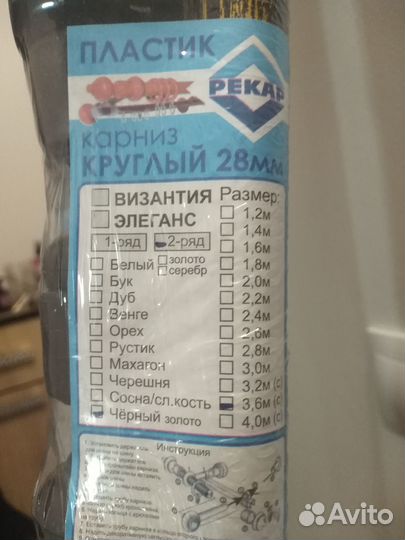 ПЛАСТИК
РЕКАР
карниз
КРУГЛЫЙ 28мм
ВИЗАНТИЯ Размер:
ЭЛЕГАНС 1,2м
1-ряд 2-ряд 1,4м
Белый золото серебр 1,6м
Бук 1,8м
Дуб 2,0м
Венге 2,2м
Орех 2,4м
Рустик 2,6м
Махагон 2,8м
Черешня 3,0м
Сосна/сл.кость 3,2м (с)
Чёрный золото 3,6м (с)
4,0м (с)
Инструкция
Avito